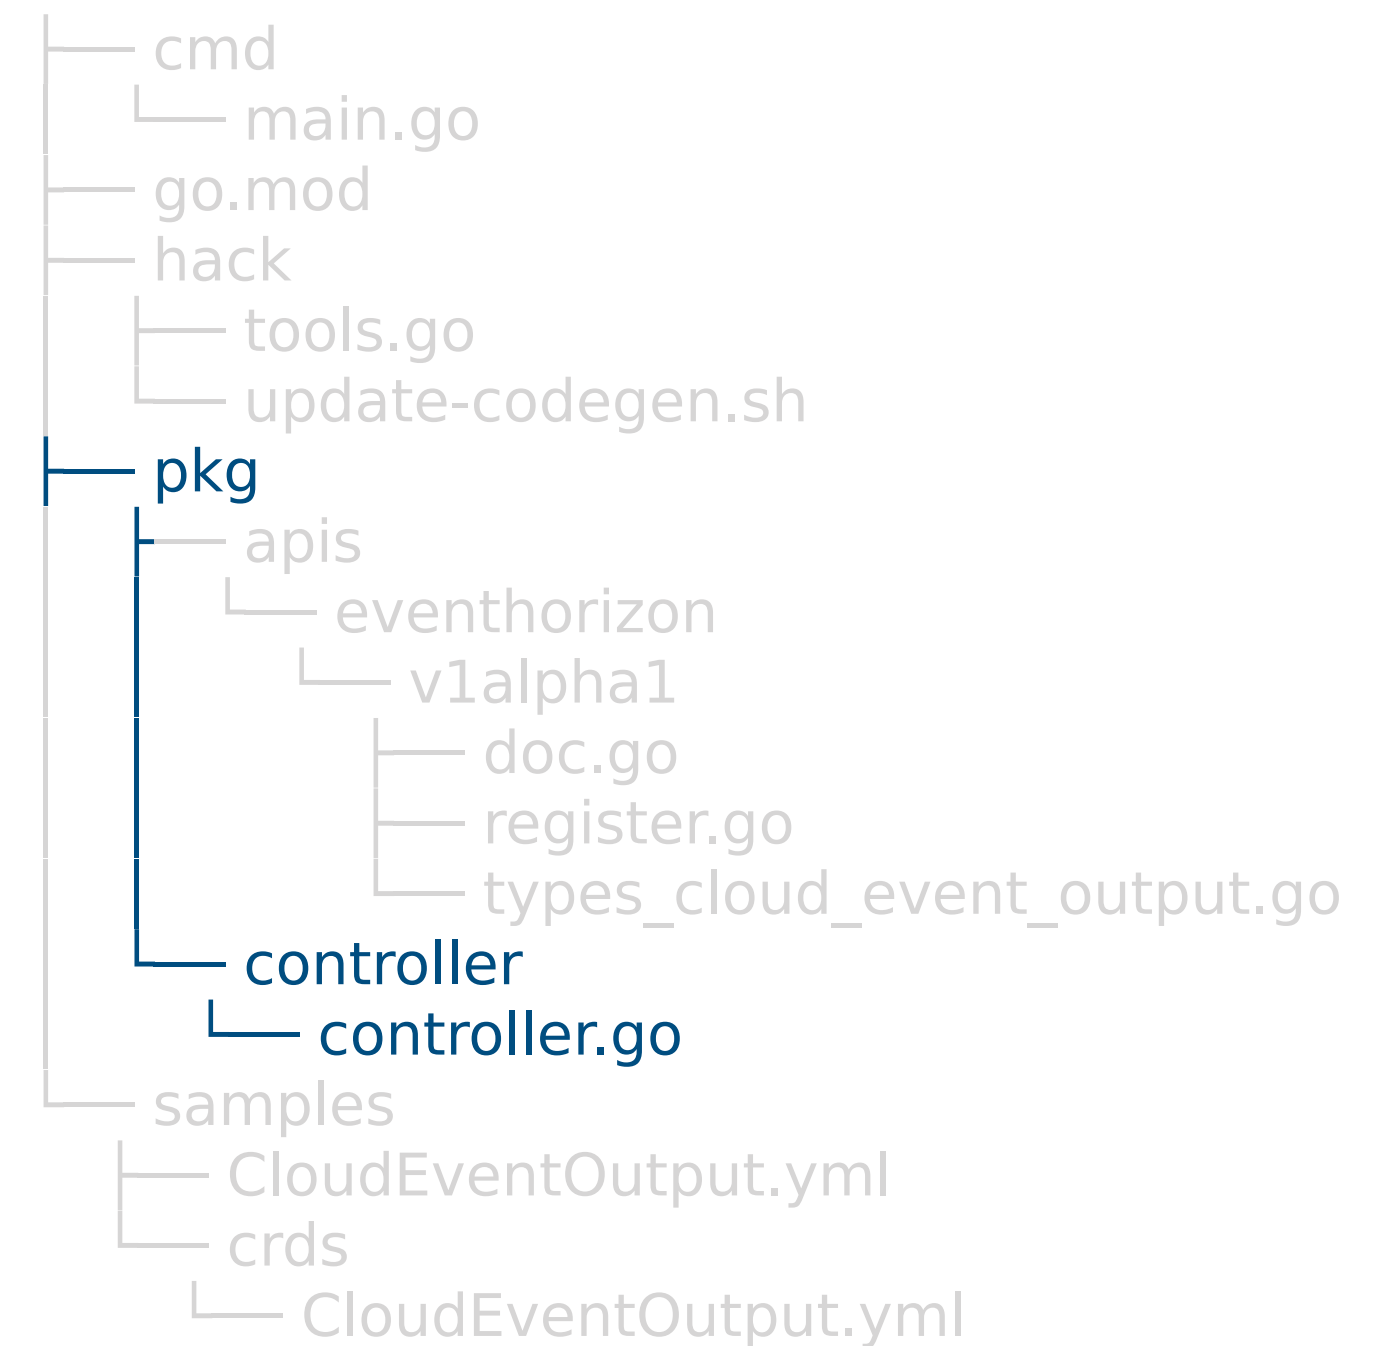 cmd
main.go
go.mod
hack
tools.go
update-codegen.sh
pkg
apis
eventhorizon
v1alpha1
doc.go
register.go
types_cloud_event_output.go
controller
controller.go
samples
CloudEventOutput.yml
crds
CloudEventOutput.yml